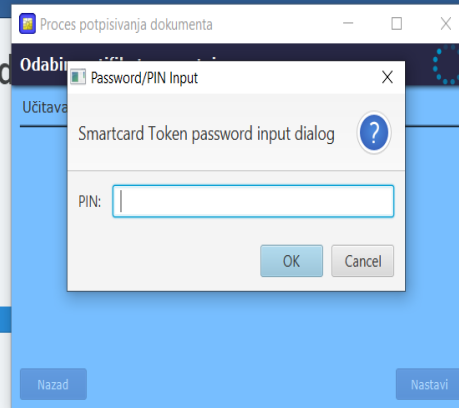 Proces potpisivanja dokumenta
Password/PIN Input
Smartcard Token password input dialog
?
PIN:
OK Cancel
Nazad Nastavi